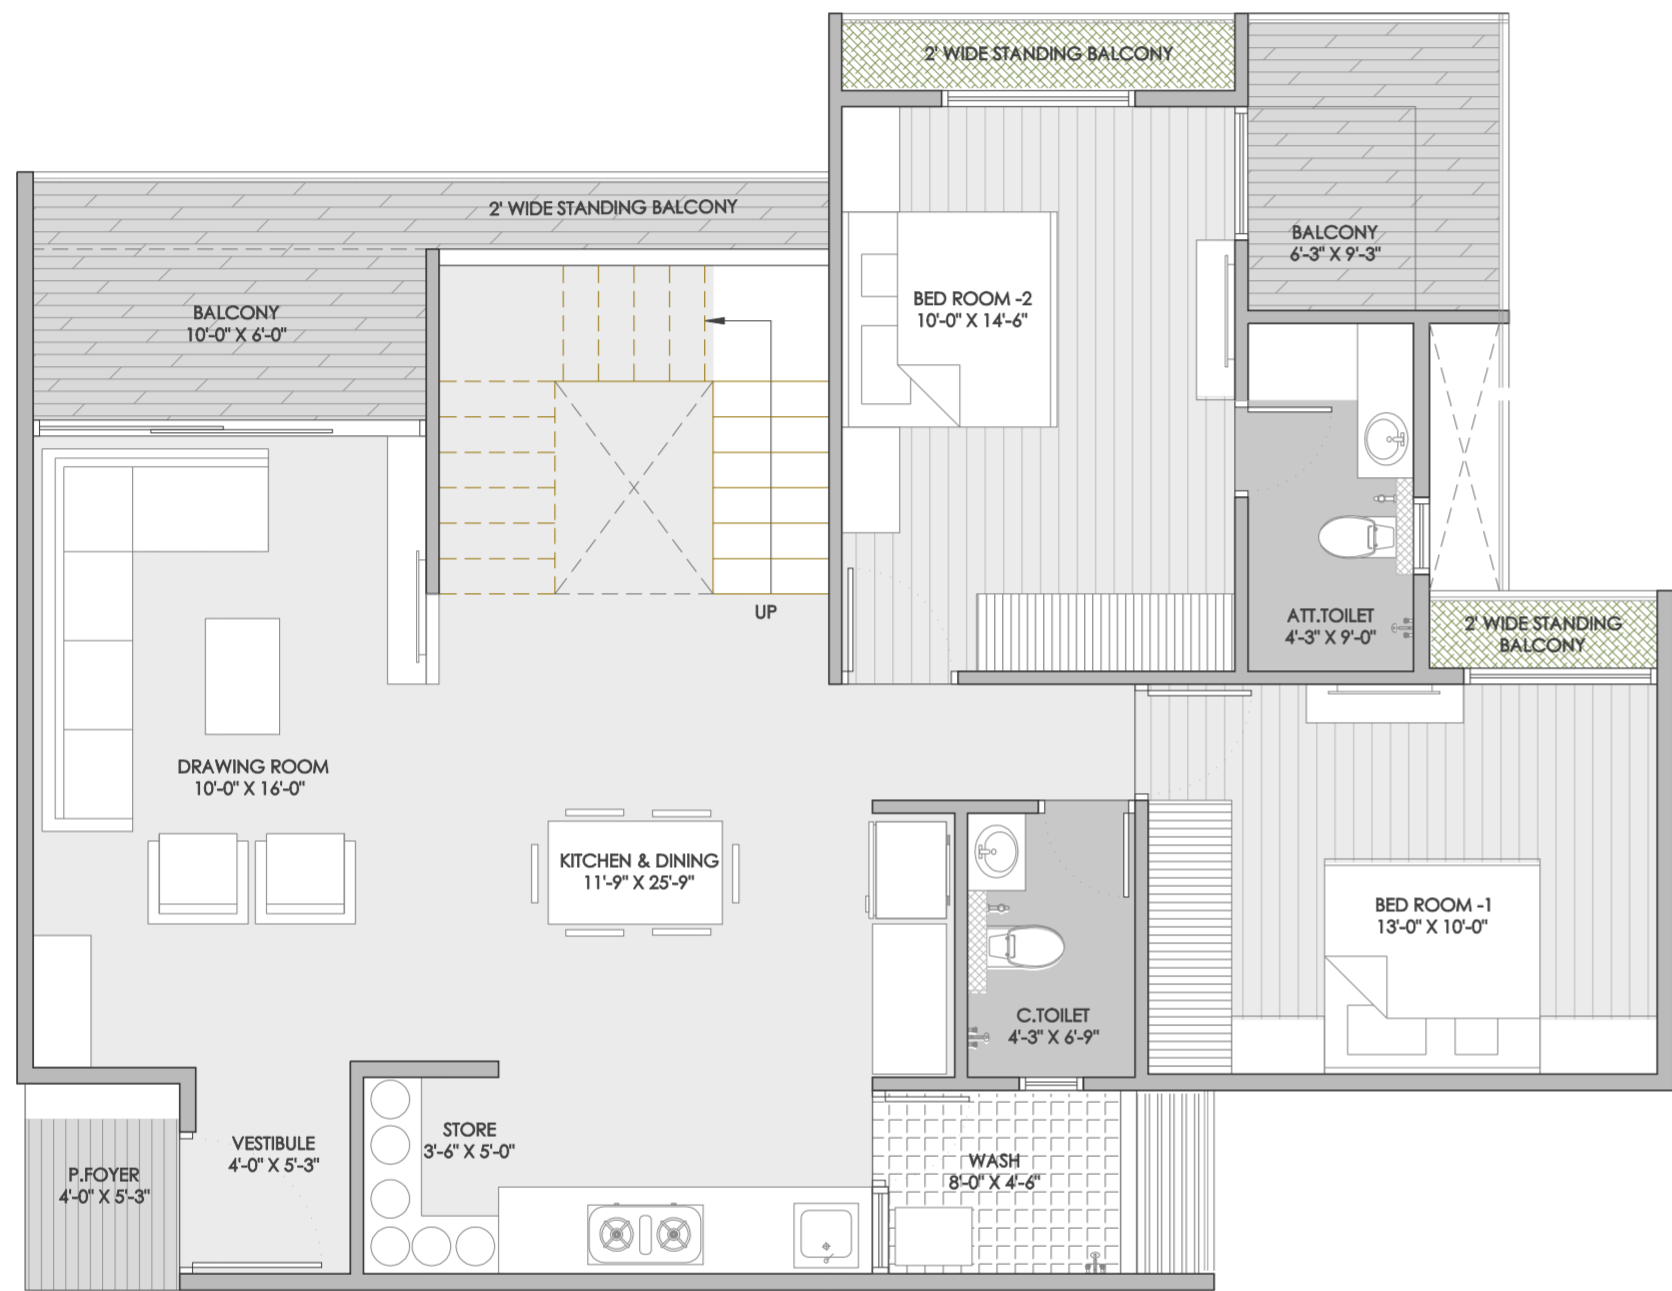 2' WIDE STANDING BALCONY
2' WIDE STANDING BALCONY
BALCONY
6'-3" X 9'-3"
BALCONY
10'-0" X 6'-0"
BED ROOM -2
10'-0" X 14'-6"
UP
ATT.TOILET
4'-3" X 9'-0"
2' WIDE STANDING
BALCONY
DRAWING ROOM
10'-0" X 16'-0"
KITCHEN & DINING
11'-9" X 25'-9"
BED ROOM -1
13'-0" X 10'-0"
C.TOILET
4'-3" X 6'-9"
STORE
3'-6" X 5'-0"
VESTIBULE
4'-0" X 5'-3"
P.FOYER
4'-0" X 5'-3"
WASH
8'-0" X 4'-6"